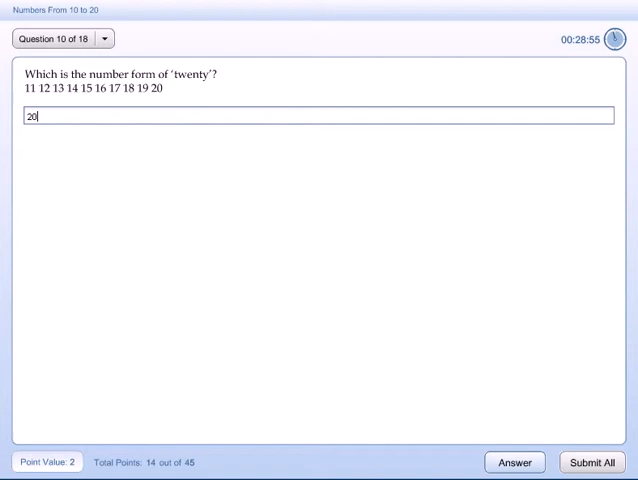 Numbers From 10 to 20
Question 10 of 18
00:28:55
Which is the number form of ‘twenty’?
11 12 13 14 15 16 17 18 19 20
20
Point Value: 2
Total Points: 14 out of 45
Answer
Submit All